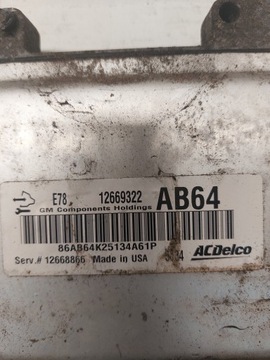 E78 12669322 AB64
GM Components Holdings
86AB64K25134A61P
Serv.# 12668866 Made in USA ACDelco